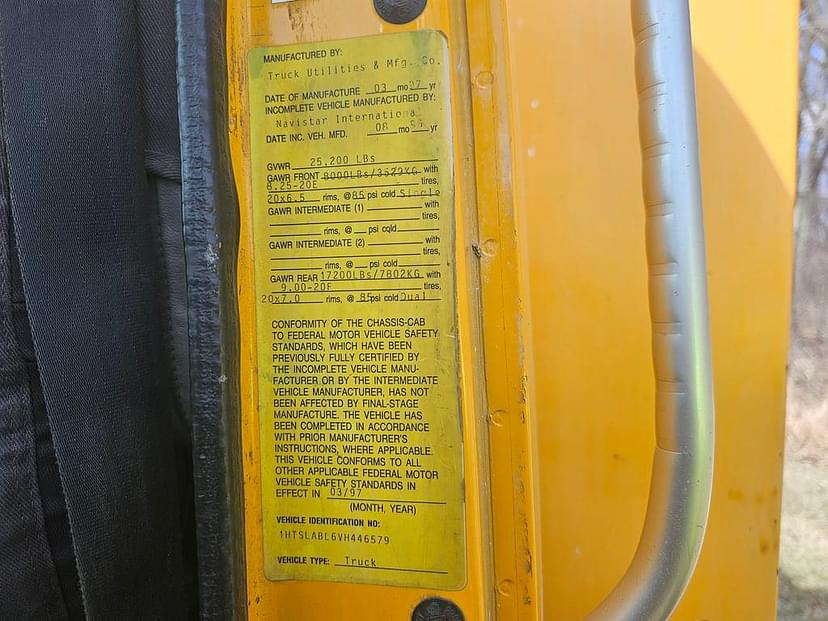 MANUFACTURED BY:
Truck Utilities & Mfg. Co.
DATE OF MANUFACTURE 03 mo 97 yr
INCOMPLETE VEHICLE MANUFACTURED BY:
Navistar International
DATE INC. VEH. MFD. 08 mo 96 yr
GVWR 25,200 LBs
GAWR FRONT 8000LBs/3529KG with
8.25-20E tires,
20x6.5 rims, @ 85 psi cold Single
GAWR INTERMEDIATE (1) with
tires,
rims, @ psi cold
GAWR INTERMEDIATE (2) with
tires,
rims, @ psi cold
GAWR REAR 17200LBs/7802KG with
9.00-20F tires,
20x7.0 rims, @ 85 psi cold Dual
CONFORMITY OF THE CHASSIS-CAB
TO FEDERAL MOTOR VEHICLE SAFETY
STANDARDS, WHICH HAVE BEEN
PREVIOUSLY FULLY CERTIFIED BY
THE INCOMPLETE VEHICLE MANU-
FACTURER OR BY THE INTERMEDIATE
VEHICLE MANUFACTURER, HAS NOT
BEEN AFFECTED BY FINAL-STAGE
MANUFACTURE. THE VEHICLE HAS
BEEN COMPLETED IN ACCORDANCE
WITH PRIOR MANUFACTURER'S
INSTRUCTIONS, WHERE APPLICABLE.
THIS VEHICLE CONFORMS TO ALL
OTHER APPLICABLE FEDERAL MOTOR
VEHICLE SAFETY STANDARDS IN
EFFECT IN 03/97
(MONTH, YEAR)
VEHICLE IDENTIFICATION NO:
1HTSLABL6VH446579
VEHICLE TYPE: Truck